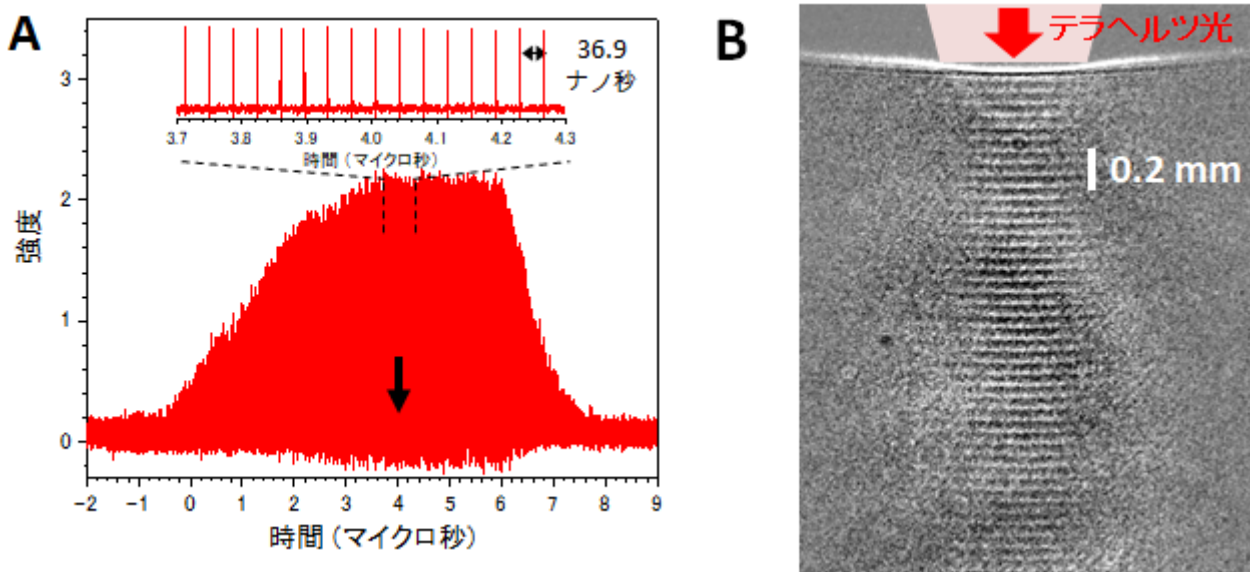 A
36.9
ナノ秒
3.7 3.8 3.9 4.0 4.1 4.2 4.3
時間（マイクロ秒）
強度
3
2
1
0
-2 -1 0 1 2 3 4 5 6 7 8 9
時間（マイクロ秒）
B
テラヘルツ光
0.2 mm